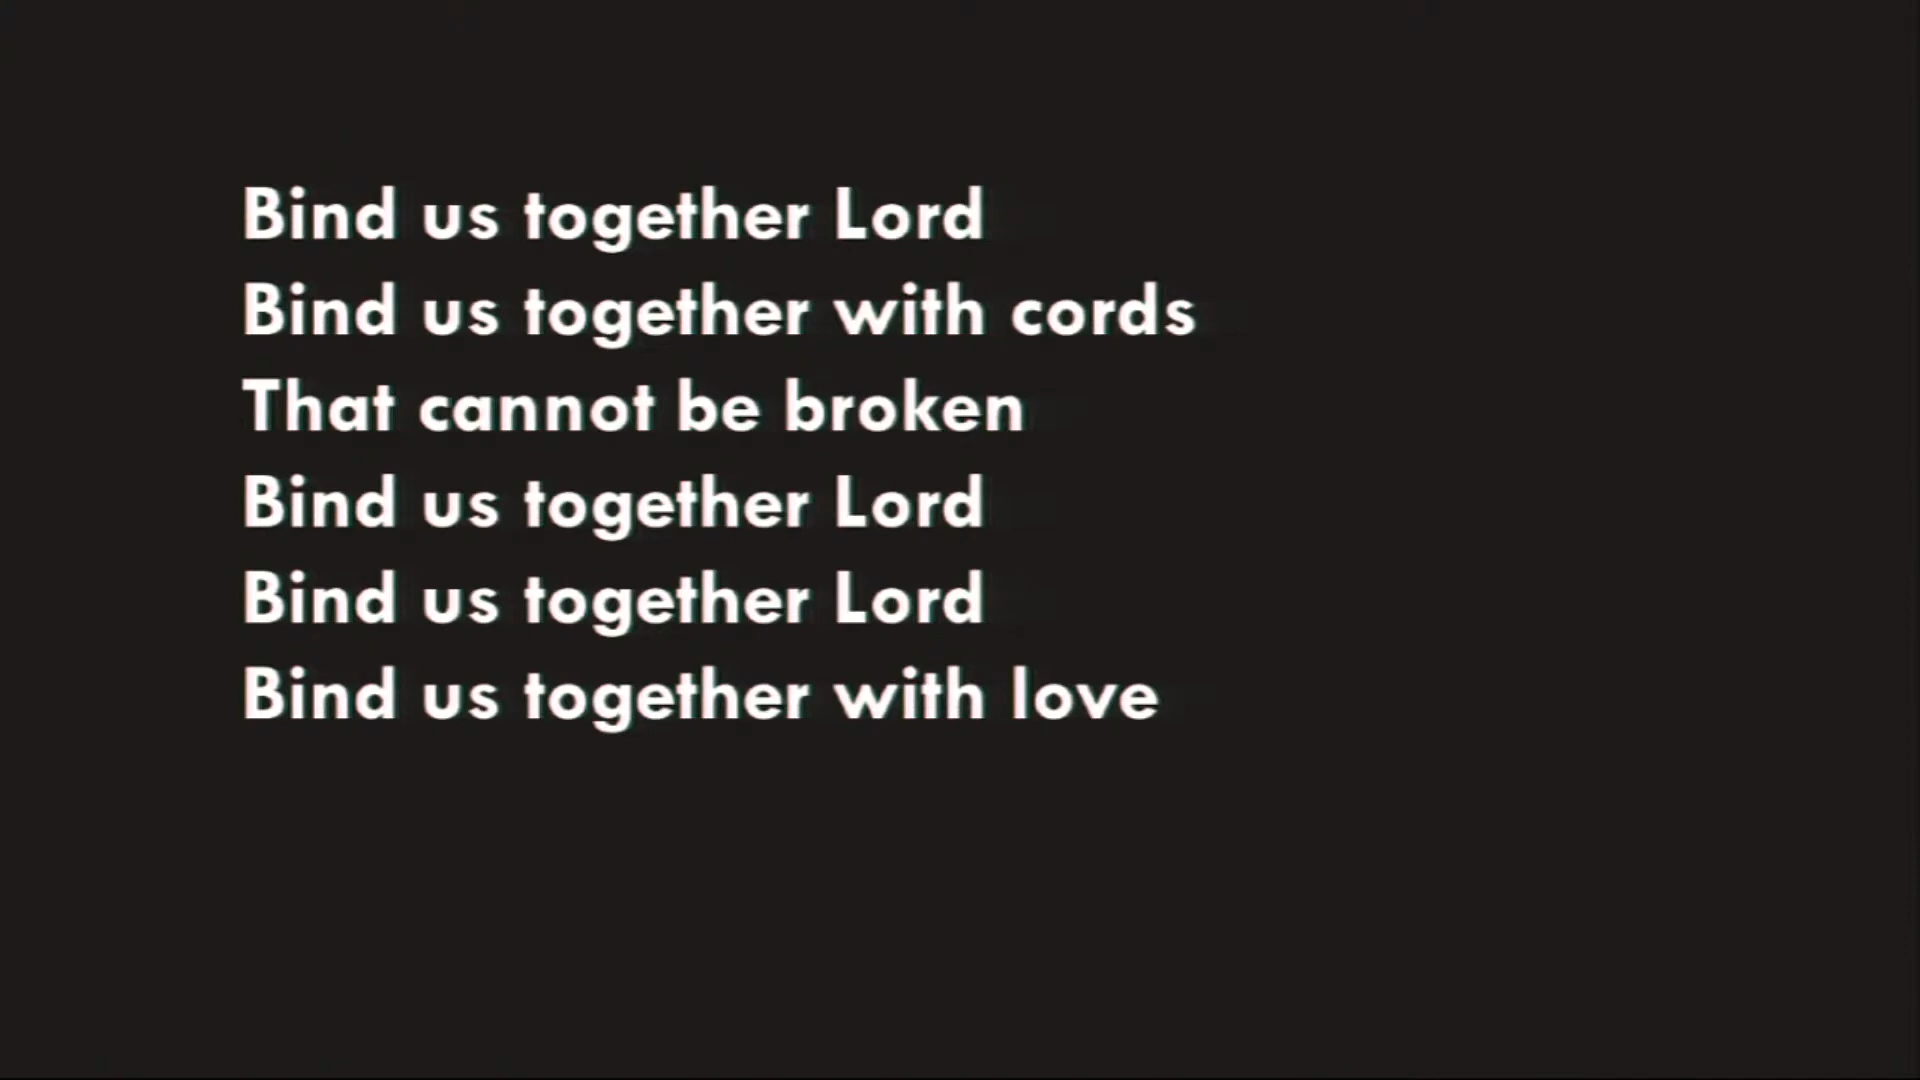 Bind us together Lord
Bind us together with cords
That cannot be broken
Bind us together Lord
Bind us together Lord
Bind us together with love